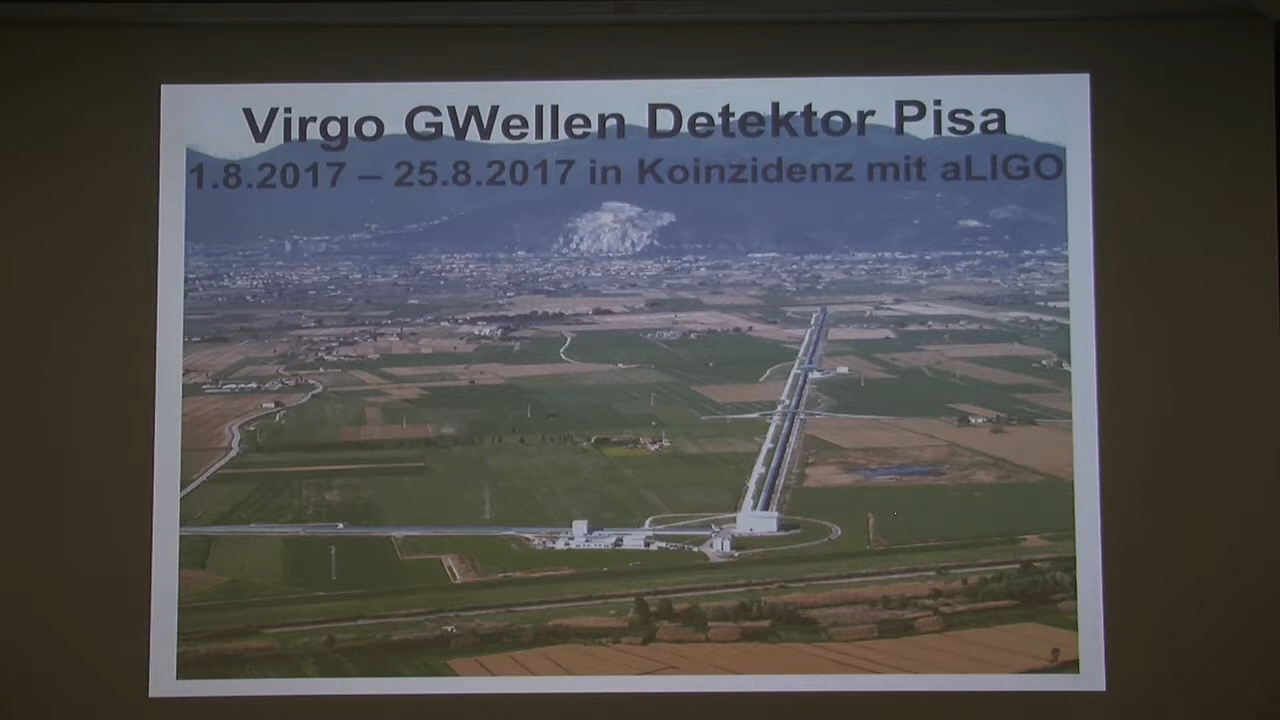 Virgo GWellen Detektor Pisa
1.8.2017 – 25.8.2017 in Koinzidenz mit aLIGO